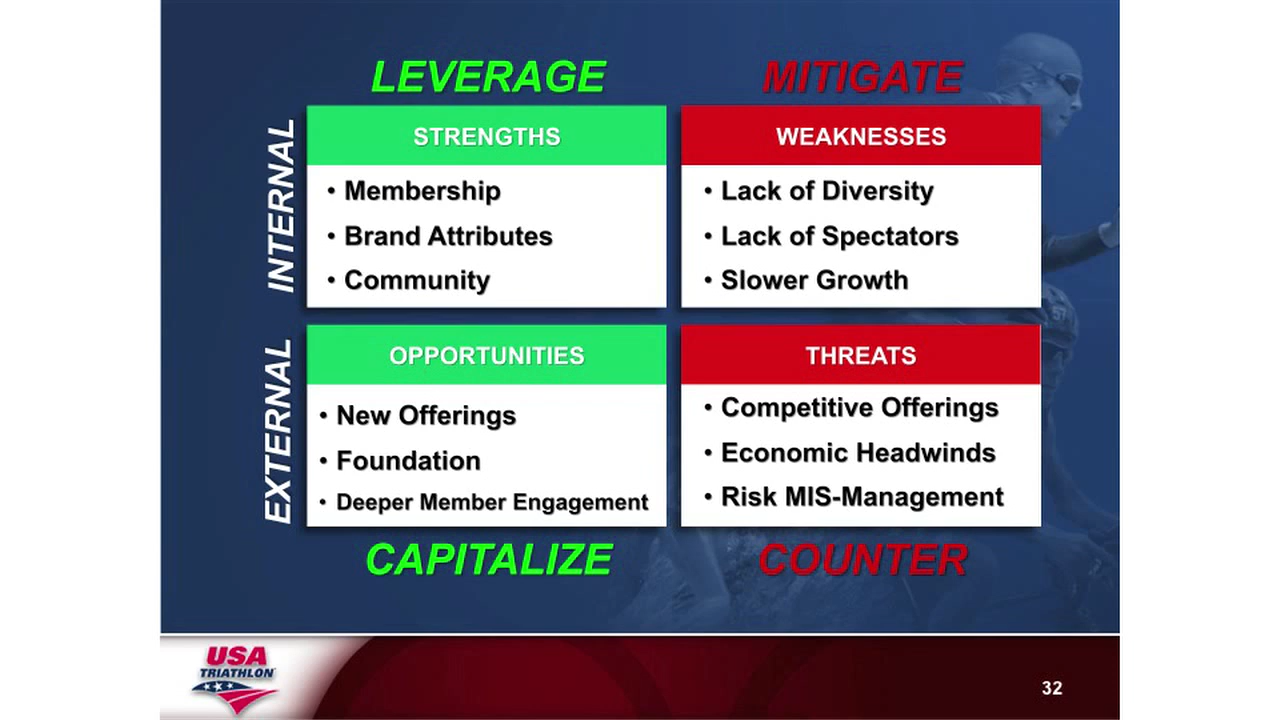 LEVERAGE
MITIGATE
INTERNAL
STRENGTHS
• Membership
• Brand Attributes
• Community
WEAKNESSES
• Lack of Diversity
• Lack of Spectators
• Slower Growth
EXTERNAL
OPPORTUNITIES
• New Offerings
• Foundation
• Deeper Member Engagement
THREATS
• Competitive Offerings
• Economic Headwinds
• Risk MIS-Management
CAPITALIZE
COUNTER
57
USA
TRIATHLON
32